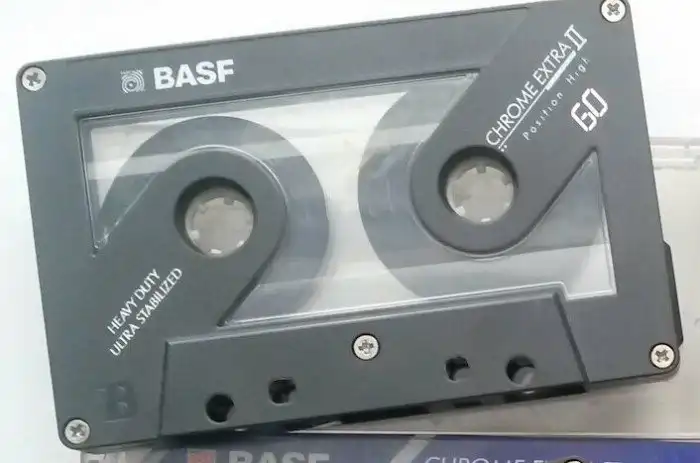 BASF
CHROME EXTRA II
Position High
60
HEAVY DUTY
ULTRA STABILIZED
B
BASF